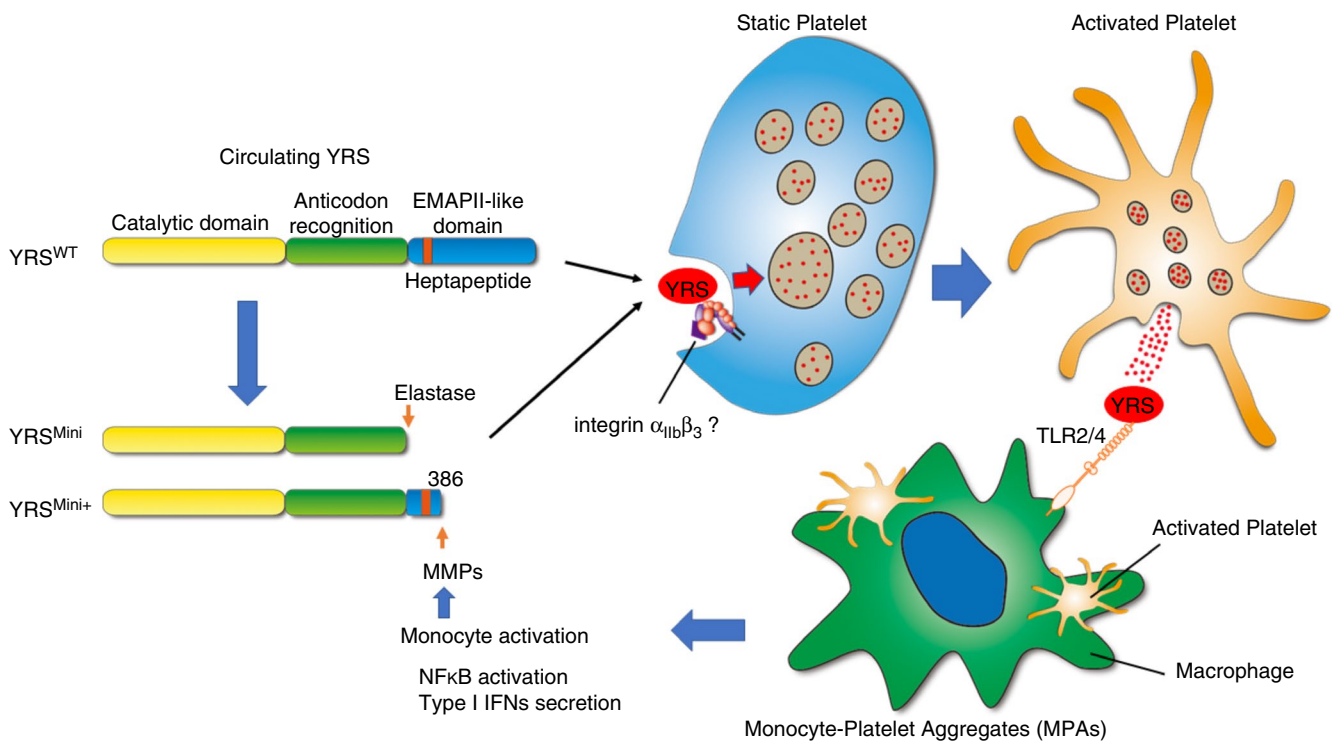 Static Platelet
Activated Platelet
Circulating YRS
Catalytic domain
Anticodon
recognition
EMAPII-like
domain
YRS^WT
Heptapeptide
YRS
integrin α_IIbβ_3 ?
Elastase
YRS^Mini
386
YRS^Mini+
MMPs
Monocyte activation
NFκB activation
Type I IFNs secretion
YRS
TLR2/4
Activated Platelet
Macrophage
Monocyte-Platelet Aggregates (MPAs)